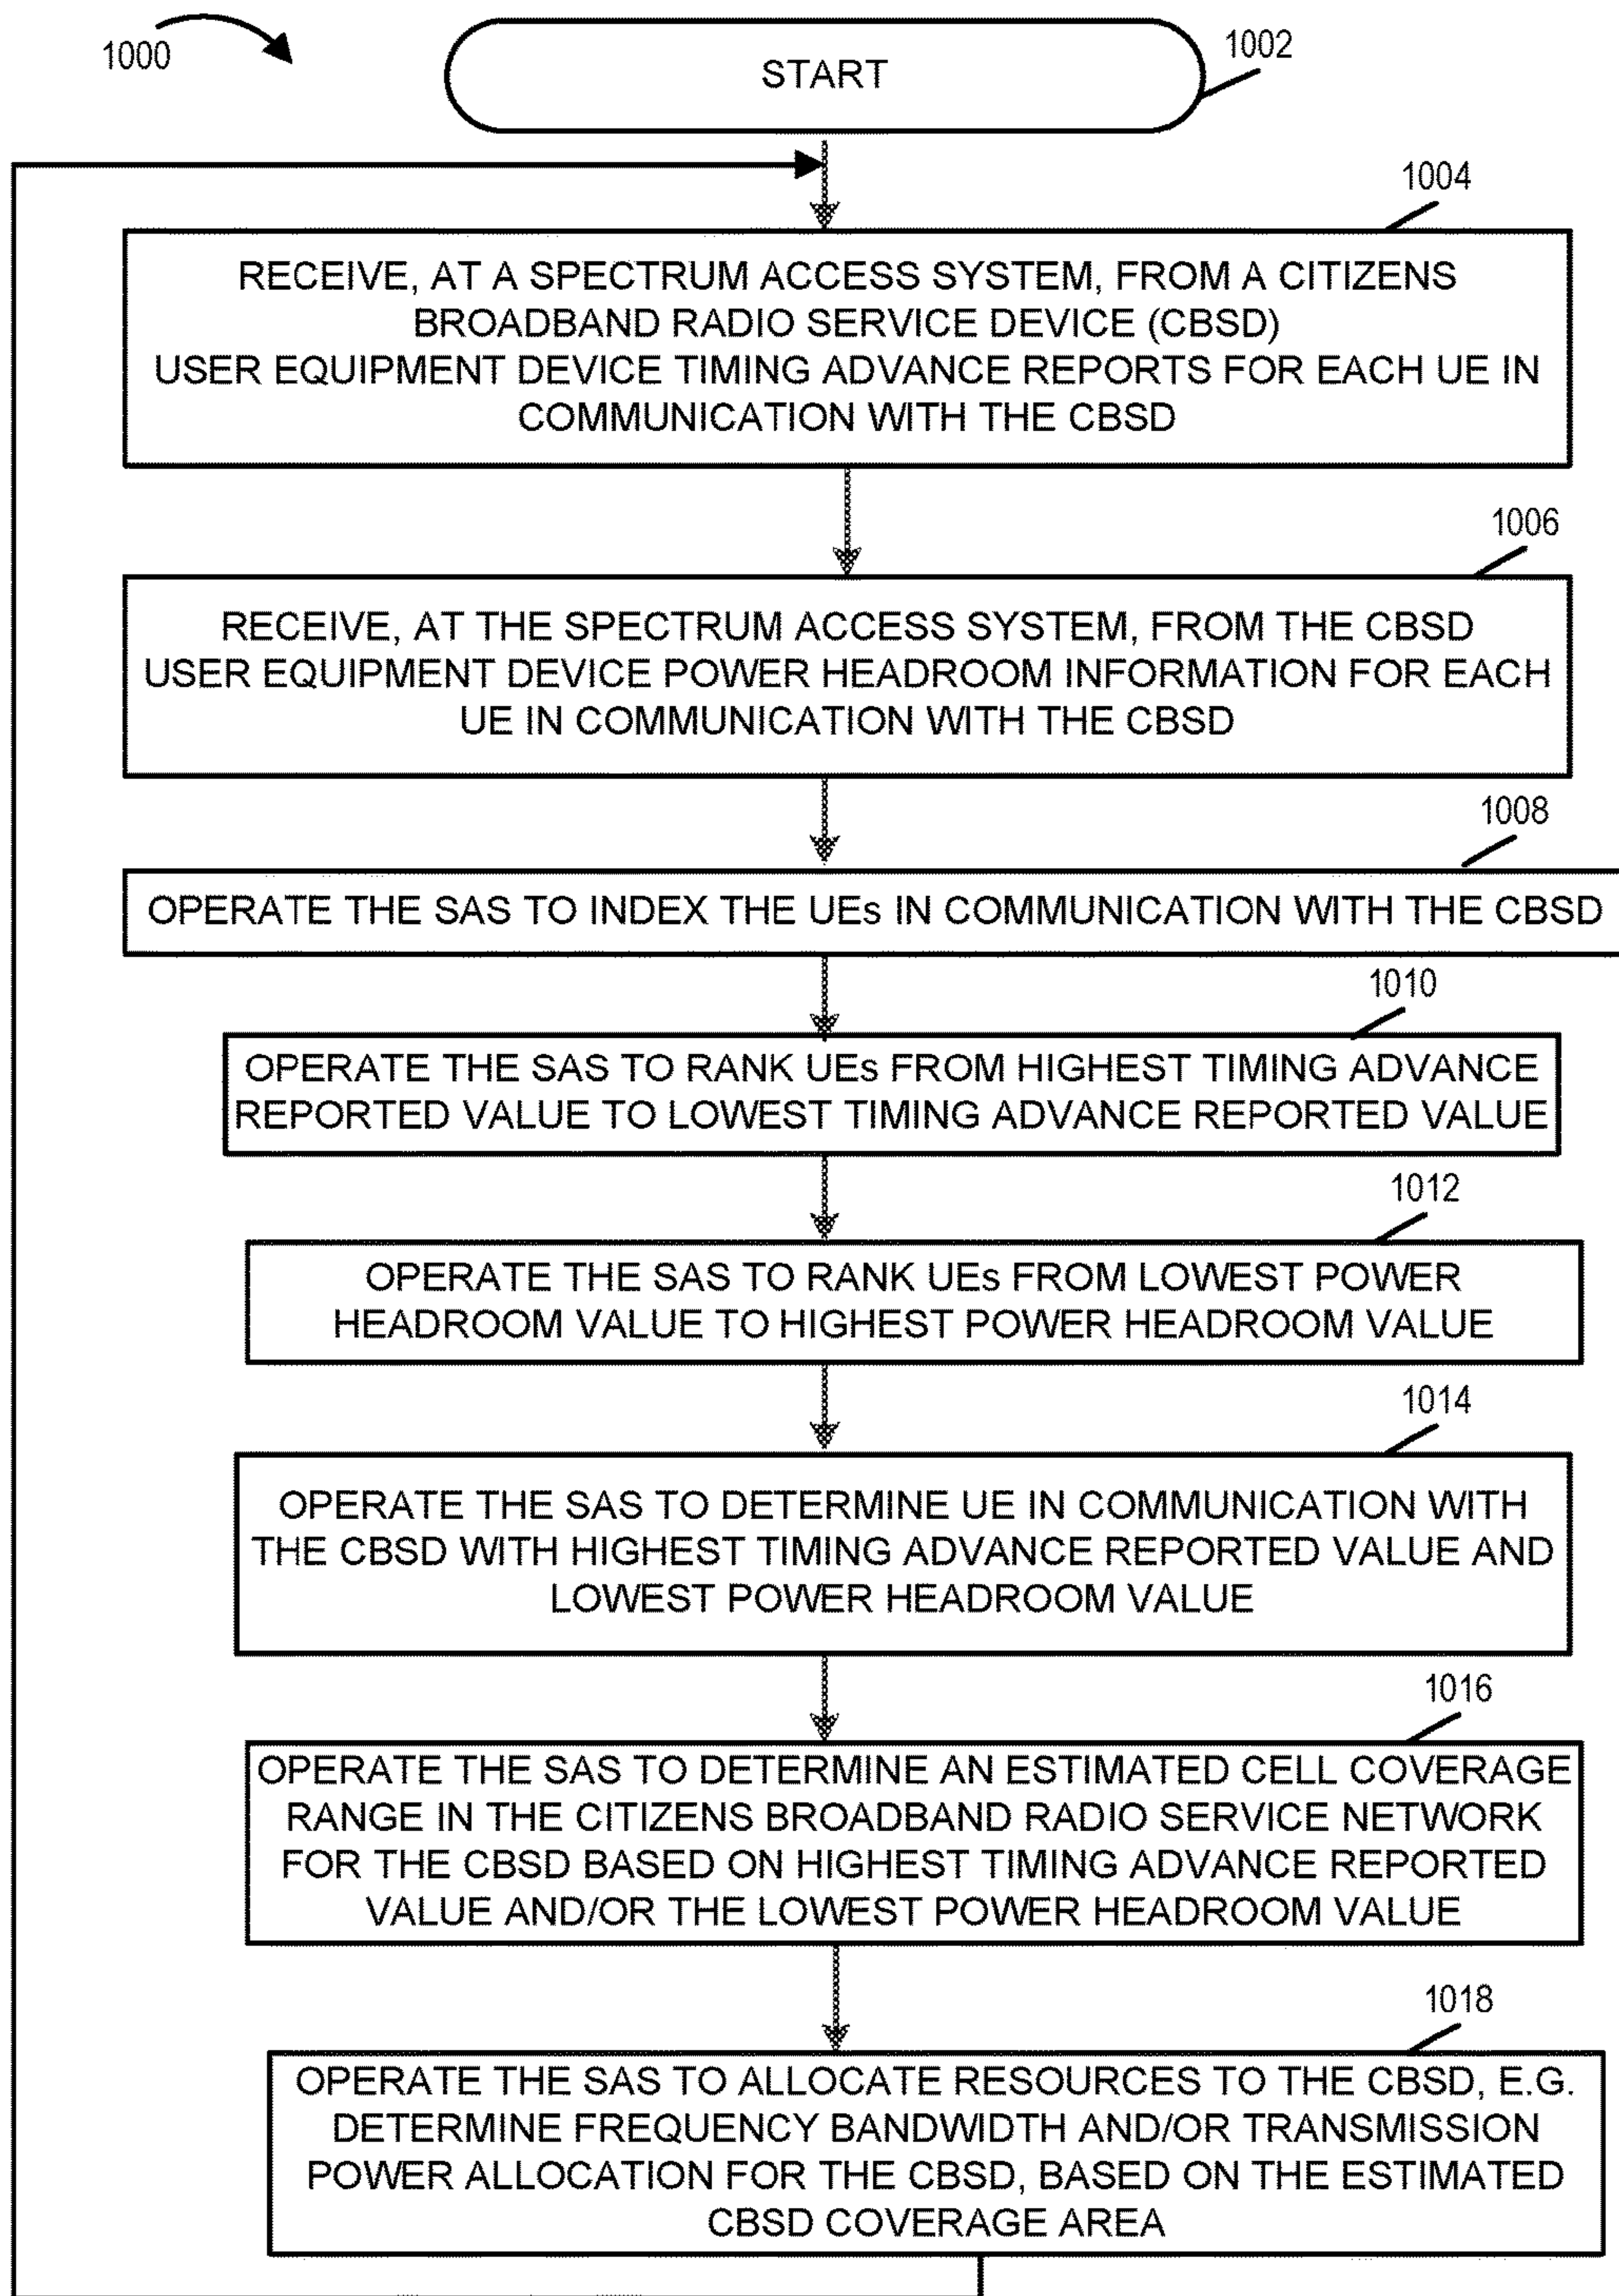 1000
START
1002
1004
RECEIVE, AT A SPECTRUM ACCESS SYSTEM, FROM A CITIZENS
BROADBAND RADIO SERVICE DEVICE (CBSD)
USER EQUIPMENT DEVICE TIMING ADVANCE REPORTS FOR EACH UE IN
COMMUNICATION WITH THE CBSD
1006
RECEIVE, AT THE SPECTRUM ACCESS SYSTEM, FROM THE CBSD
USER EQUIPMENT DEVICE POWER HEADROOM INFORMATION FOR EACH
UE IN COMMUNICATION WITH THE CBSD
1008
OPERATE THE SAS TO INDEX THE UEs IN COMMUNICATION WITH THE CBSD
1010
OPERATE THE SAS TO RANK UEs FROM HIGHEST TIMING ADVANCE
REPORTED VALUE TO LOWEST TIMING ADVANCE REPORTED VALUE
1012
OPERATE THE SAS TO RANK UEs FROM LOWEST POWER
HEADROOM VALUE TO HIGHEST POWER HEADROOM VALUE
1014
OPERATE THE SAS TO DETERMINE UE IN COMMUNICATION WITH
THE CBSD WITH HIGHEST TIMING ADVANCE REPORTED VALUE AND
LOWEST POWER HEADROOM VALUE
1016
OPERATE THE SAS TO DETERMINE AN ESTIMATED CELL COVERAGE
RANGE IN THE CITIZENS BROADBAND RADIO SERVICE NETWORK
FOR THE CBSD BASED ON HIGHEST TIMING ADVANCE REPORTED
VALUE AND/OR THE LOWEST POWER HEADROOM VALUE
1018
OPERATE THE SAS TO ALLOCATE RESOURCES TO THE CBSD, E.G.
DETERMINE FREQUENCY BANDWIDTH AND/OR TRANSMISSION
POWER ALLOCATION FOR THE CBSD, BASED ON THE ESTIMATED
CBSD COVERAGE AREA